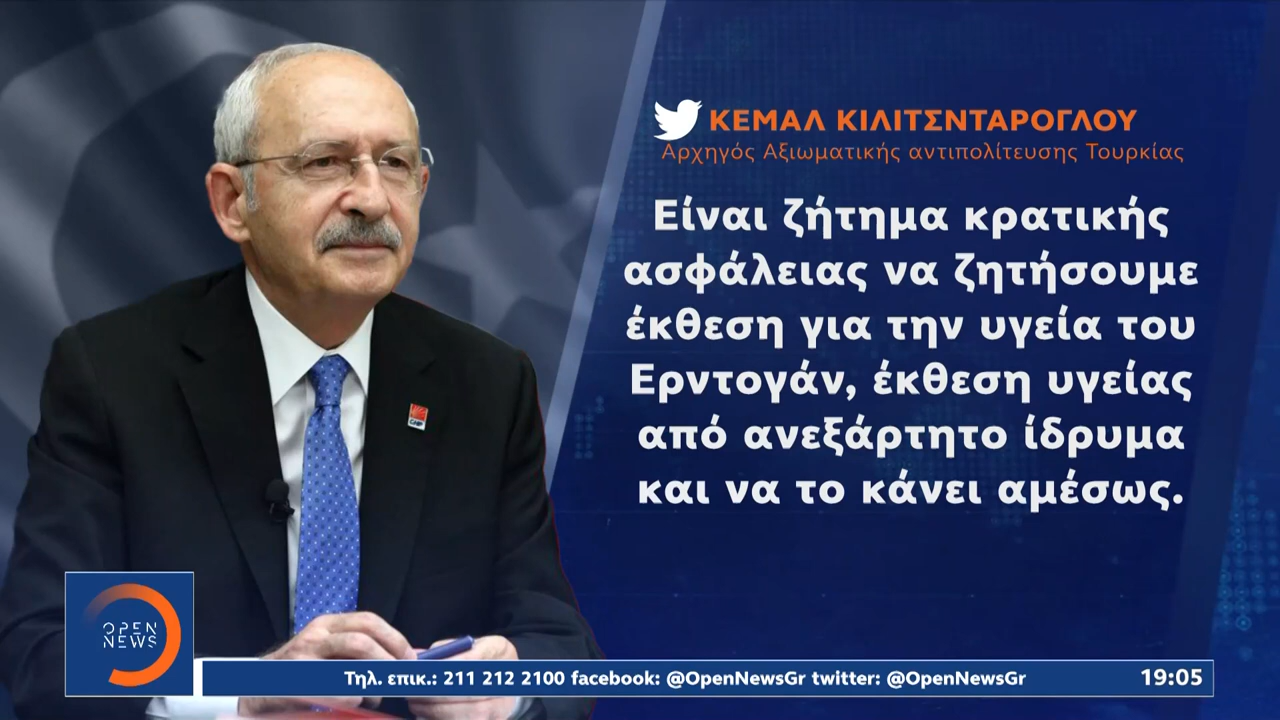 ΚΕΜΑΛ ΚΙΛΙΤΣΝΤΑΡΟΓΛΟΥ
Αρχηγός Αξιωματικής αντιπολίτευσης Τουρκίας
Είναι ζήτημα κρατικής
ασφάλειας να ζητήσουμε
έκθεση για την υγεία του
Ερντογάν, έκθεση υγείας
από ανεξάρτητο ίδρυμα
και να το κάνει αμέσως.
CHP
OPEN
NEWS
Τηλ. επικ.: 211 212 2100 facebook: @OpenNewsGr twitter: @OpenNewsGr
19:05